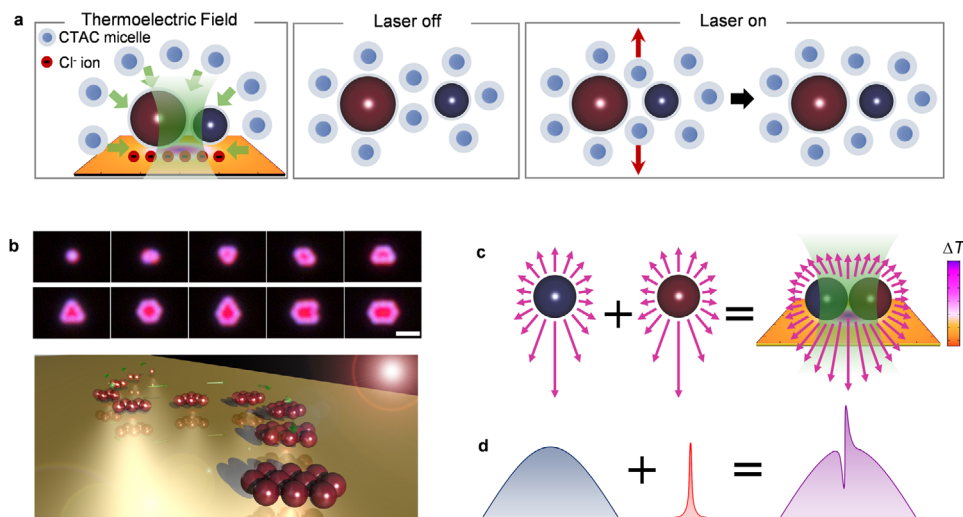 a
Thermoelectric Field
CTAC micelle
Cl⁻ ion
Laser off
Laser on
b
c
+
=
ΔT
d
+
=